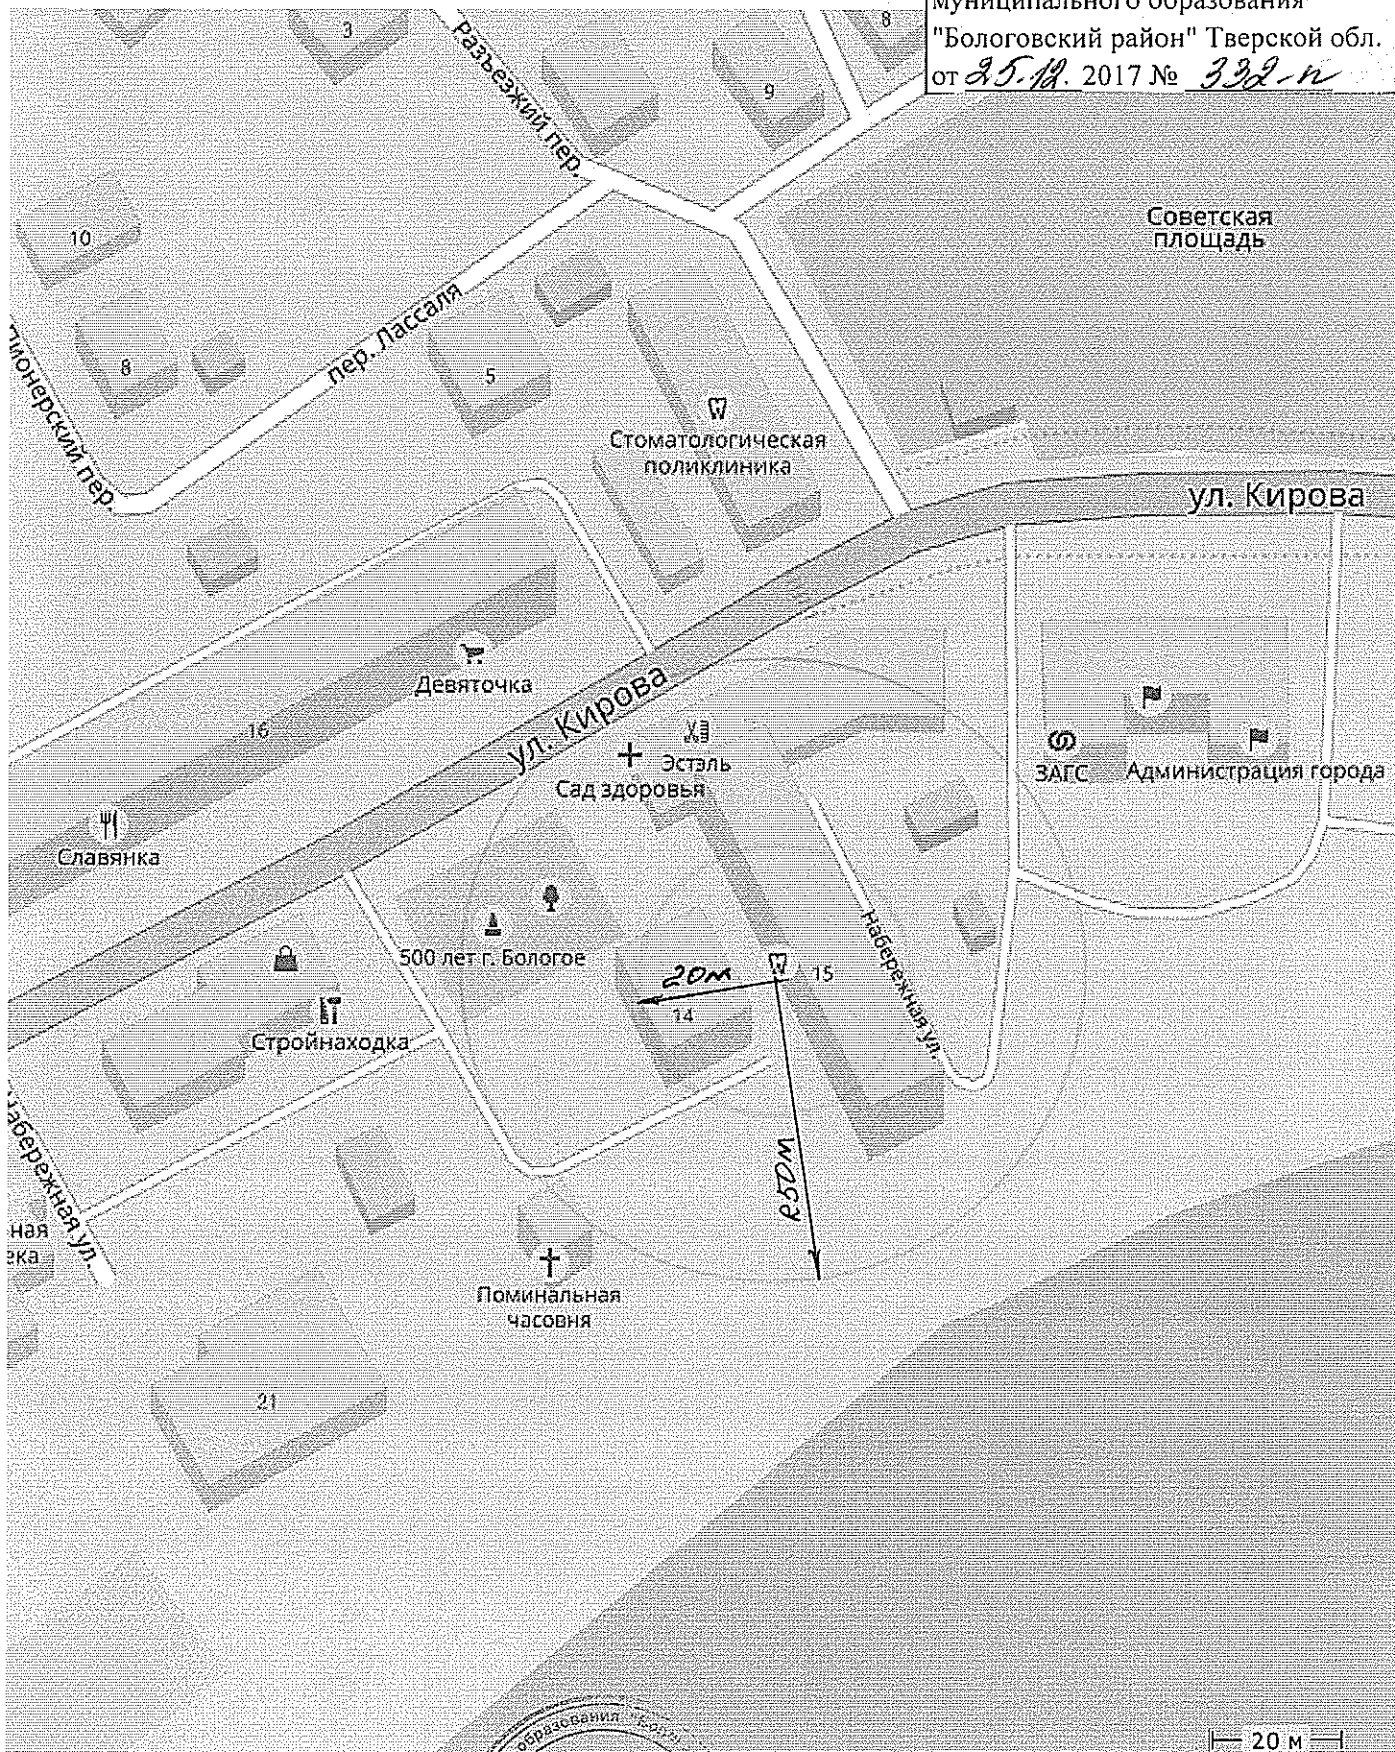 муниципального образования
"Бологовский район" Тверской обл.
от 25.12. 2017 № 332-п
3
8
Разъезжий пер.
9
Советская
площадь
10
8
пер. Лассаля
5
Пионерский пер.
Стоматологическая
поликлиника
ул. Кирова
Девяточка
16
ул. Кирова
Эстэль
Сад здоровья
ЗАГС
Администрация города
Славянка
500 лет г. Бологое
20м
14
15
Набережная ул.
Стройнаходка
R50м
Набережная ул.
ная
ека
Поминальная
часовня
21
образования
20 м